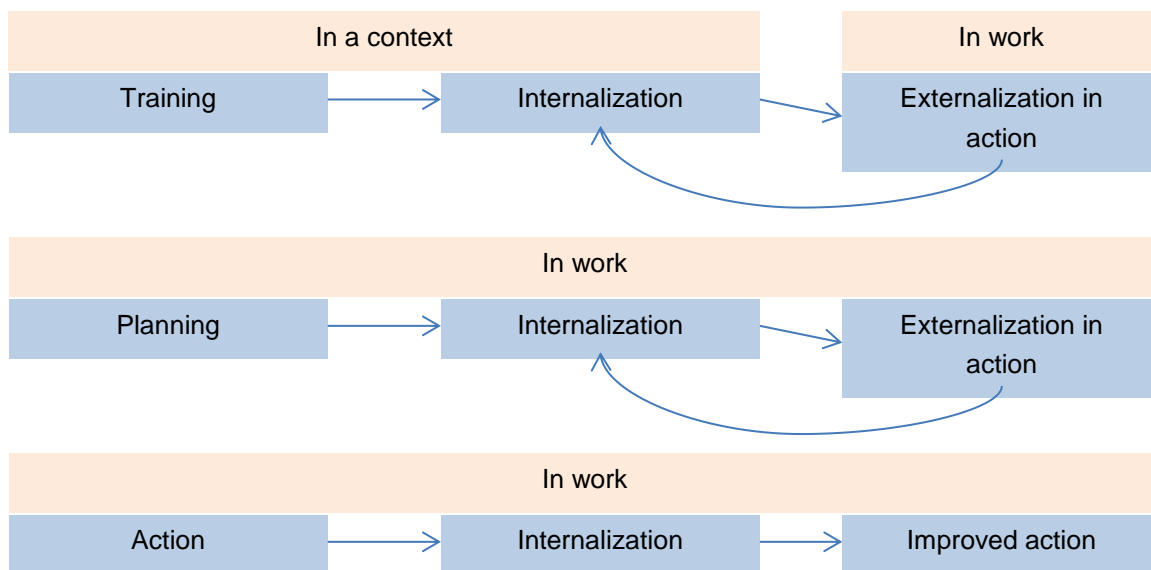 In a context
In work
Training
Internalization
Externalization in
action
In work
Planning
Internalization
Externalization in
action
In work
Action
Internalization
Improved action